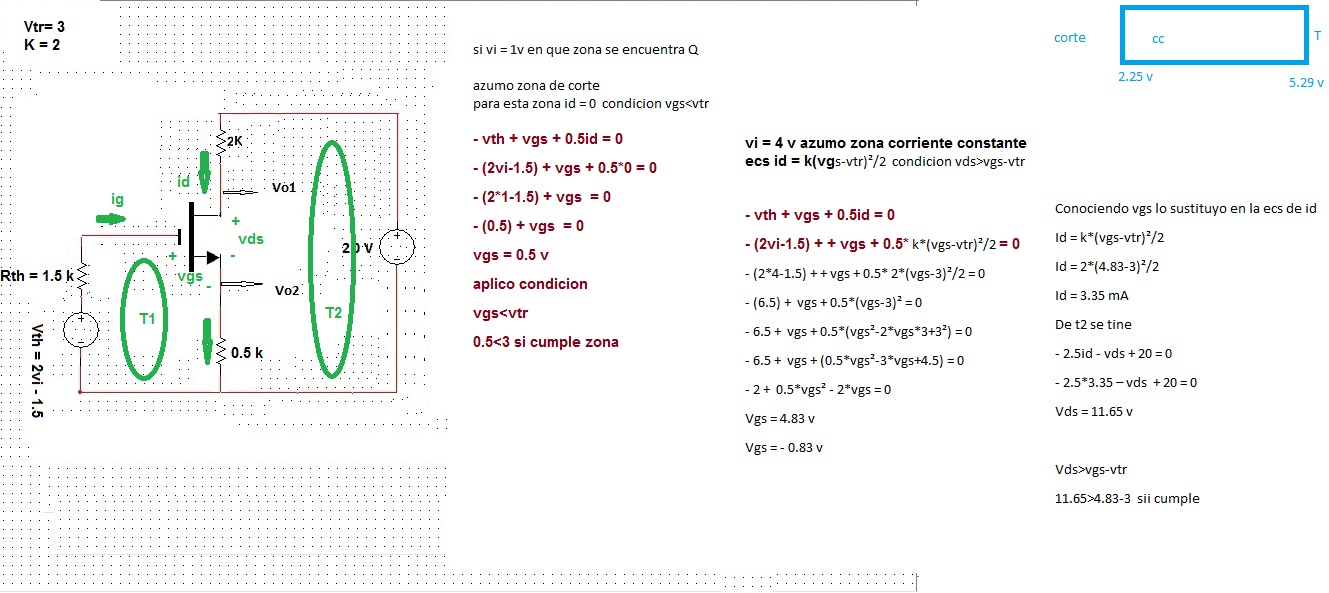 Vtr= 3
K = 2
2K
id
Vo1
ig
+
vds
-
20 V
+
-
+
vgs
-
Rth = 1.5 k
Vo2
+
-
T1
T2
0.5 k
Vth = 2vi - 1.5
si vi = 1v en que zona se encuentra Q
azumo zona de corte
para esta zona id = 0 condicion vgs<vtr
- vth + vgs + 0.5id = 0
- (2vi-1.5) + vgs + 0.5*0 = 0
- (2*1-1.5) + vgs = 0
- (0.5) + vgs = 0
vgs = 0.5 v
aplico condicion
vgs<vtr
0.5<3 si cumple zona
vi = 4 v azumo zona corriente constante
ecs id = k(vgs-vtr)²/2 condicion vds>vgs-vtr
- vth + vgs + 0.5id = 0
- (2vi-1.5) + + vgs + 0.5* k*(vgs-vtr)²/2 = 0
- (2*4-1.5) + + vgs + 0.5* 2*(vgs-3)²/2 = 0
- (6.5) + vgs + 0.5*(vgs-3)² = 0
- 6.5 + vgs + 0.5*(vgs²-2*vgs*3+3²) = 0
- 6.5 + vgs + (0.5*vgs²-3*vgs+4.5) = 0
- 2 + 0.5*vgs² - 2*vgs = 0
Vgs = 4.83 v
Vgs = - 0.83 v
corte
cc
T
2.25 v
5.29 v
Conociendo vgs lo sustituyo en la ecs de id
Id = k*(vgs-vtr)²/2
Id = 2*(4.83-3)²/2
Id = 3.35 mA
De t2 se tine
- 2.5id - vds + 20 = 0
- 2.5*3.35 – vds + 20 = 0
Vds = 11.65 v
Vds>vgs-vtr
11.65>4.83-3 sii cumple